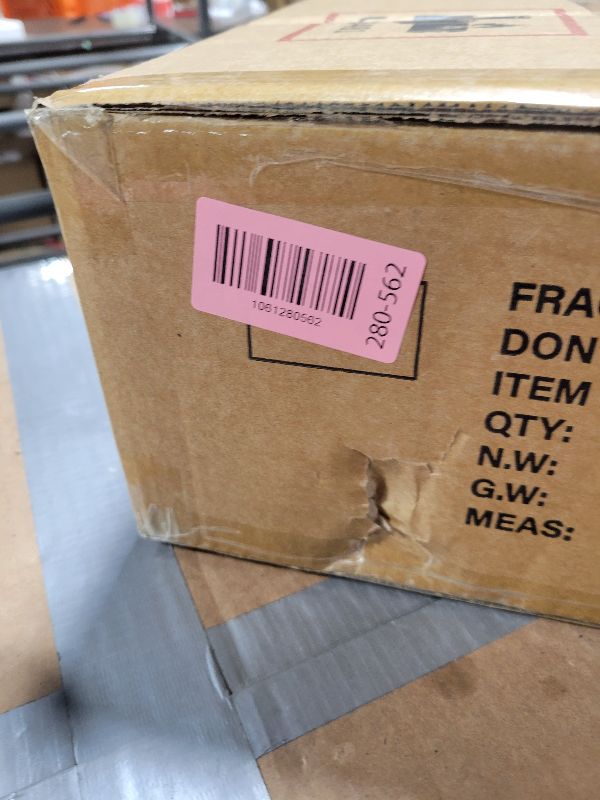 1061280562
280-562
FRA
DON
ITEM
QTY:
N.W:
G.W:
MEAS: